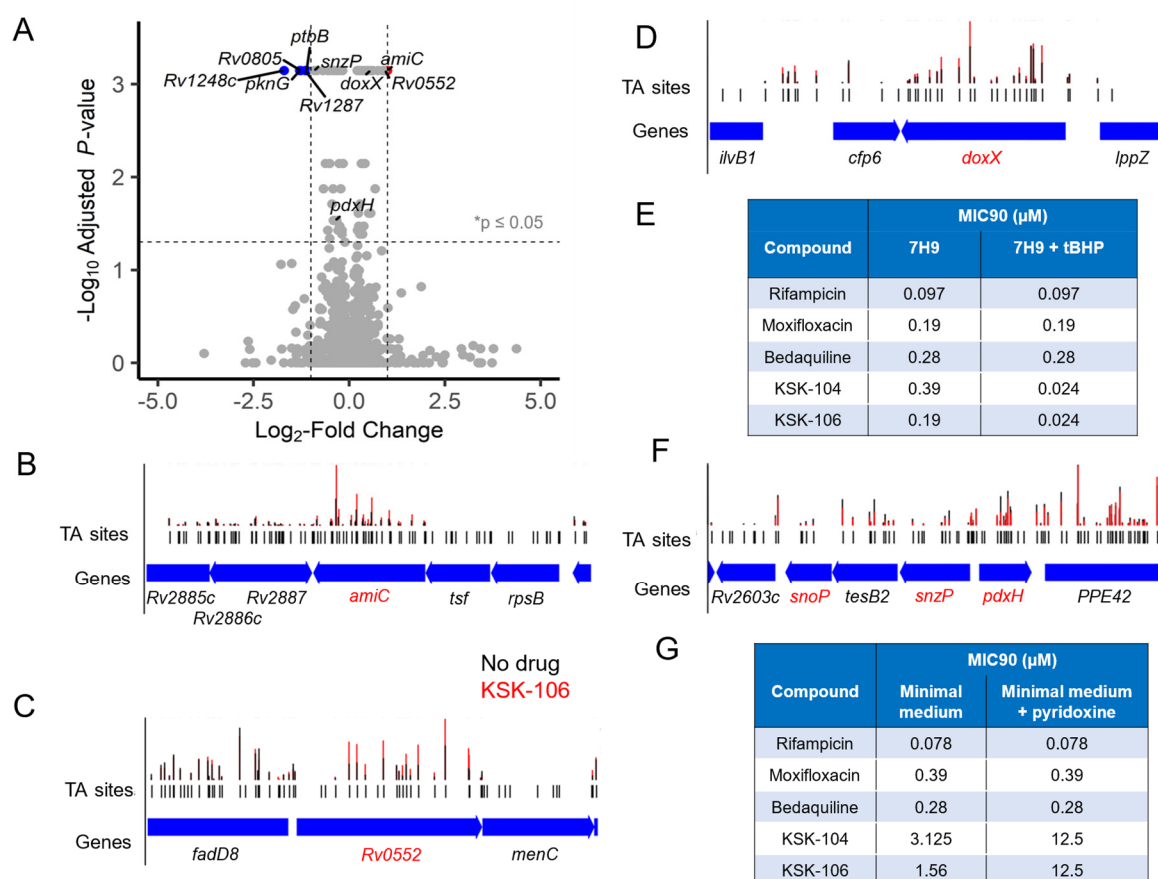 A
ptbB
Rv0805
snzP
amiC
Rv1248c
pknG
doxX
Rv0552
Rv1287
3
2
pdxH
*p ≤ 0.05
1
0
-Log10 Adjusted P-value
-5.0 -2.5 0.0 2.5 5.0
Log2-Fold Change
B
TA sites
Genes
Rv2885c Rv2887 amiC tsf rpsB
Rv2886c
No drug
KSK-106
C
TA sites
Genes
fadD8 Rv0552 menC
D
TA sites
Genes
ilvB1 cfp6 doxX lppZ
E
MIC90 (µM)
Compound 7H9 7H9 + tBHP
Rifampicin 0.097 0.097
Moxifloxacin 0.19 0.19
Bedaquiline 0.28 0.28
KSK-104 0.39 0.024
KSK-106 0.19 0.024
F
TA sites
Genes
Rv2603c snoP tesB2 snzP pdxH PPE42
G
MIC90 (µM)
Compound Minimal medium Minimal medium + pyridoxine
Rifampicin 0.078 0.078
Moxifloxacin 0.39 0.39
Bedaquiline 0.28 0.28
KSK-104 3.125 12.5
KSK-106 1.56 12.5